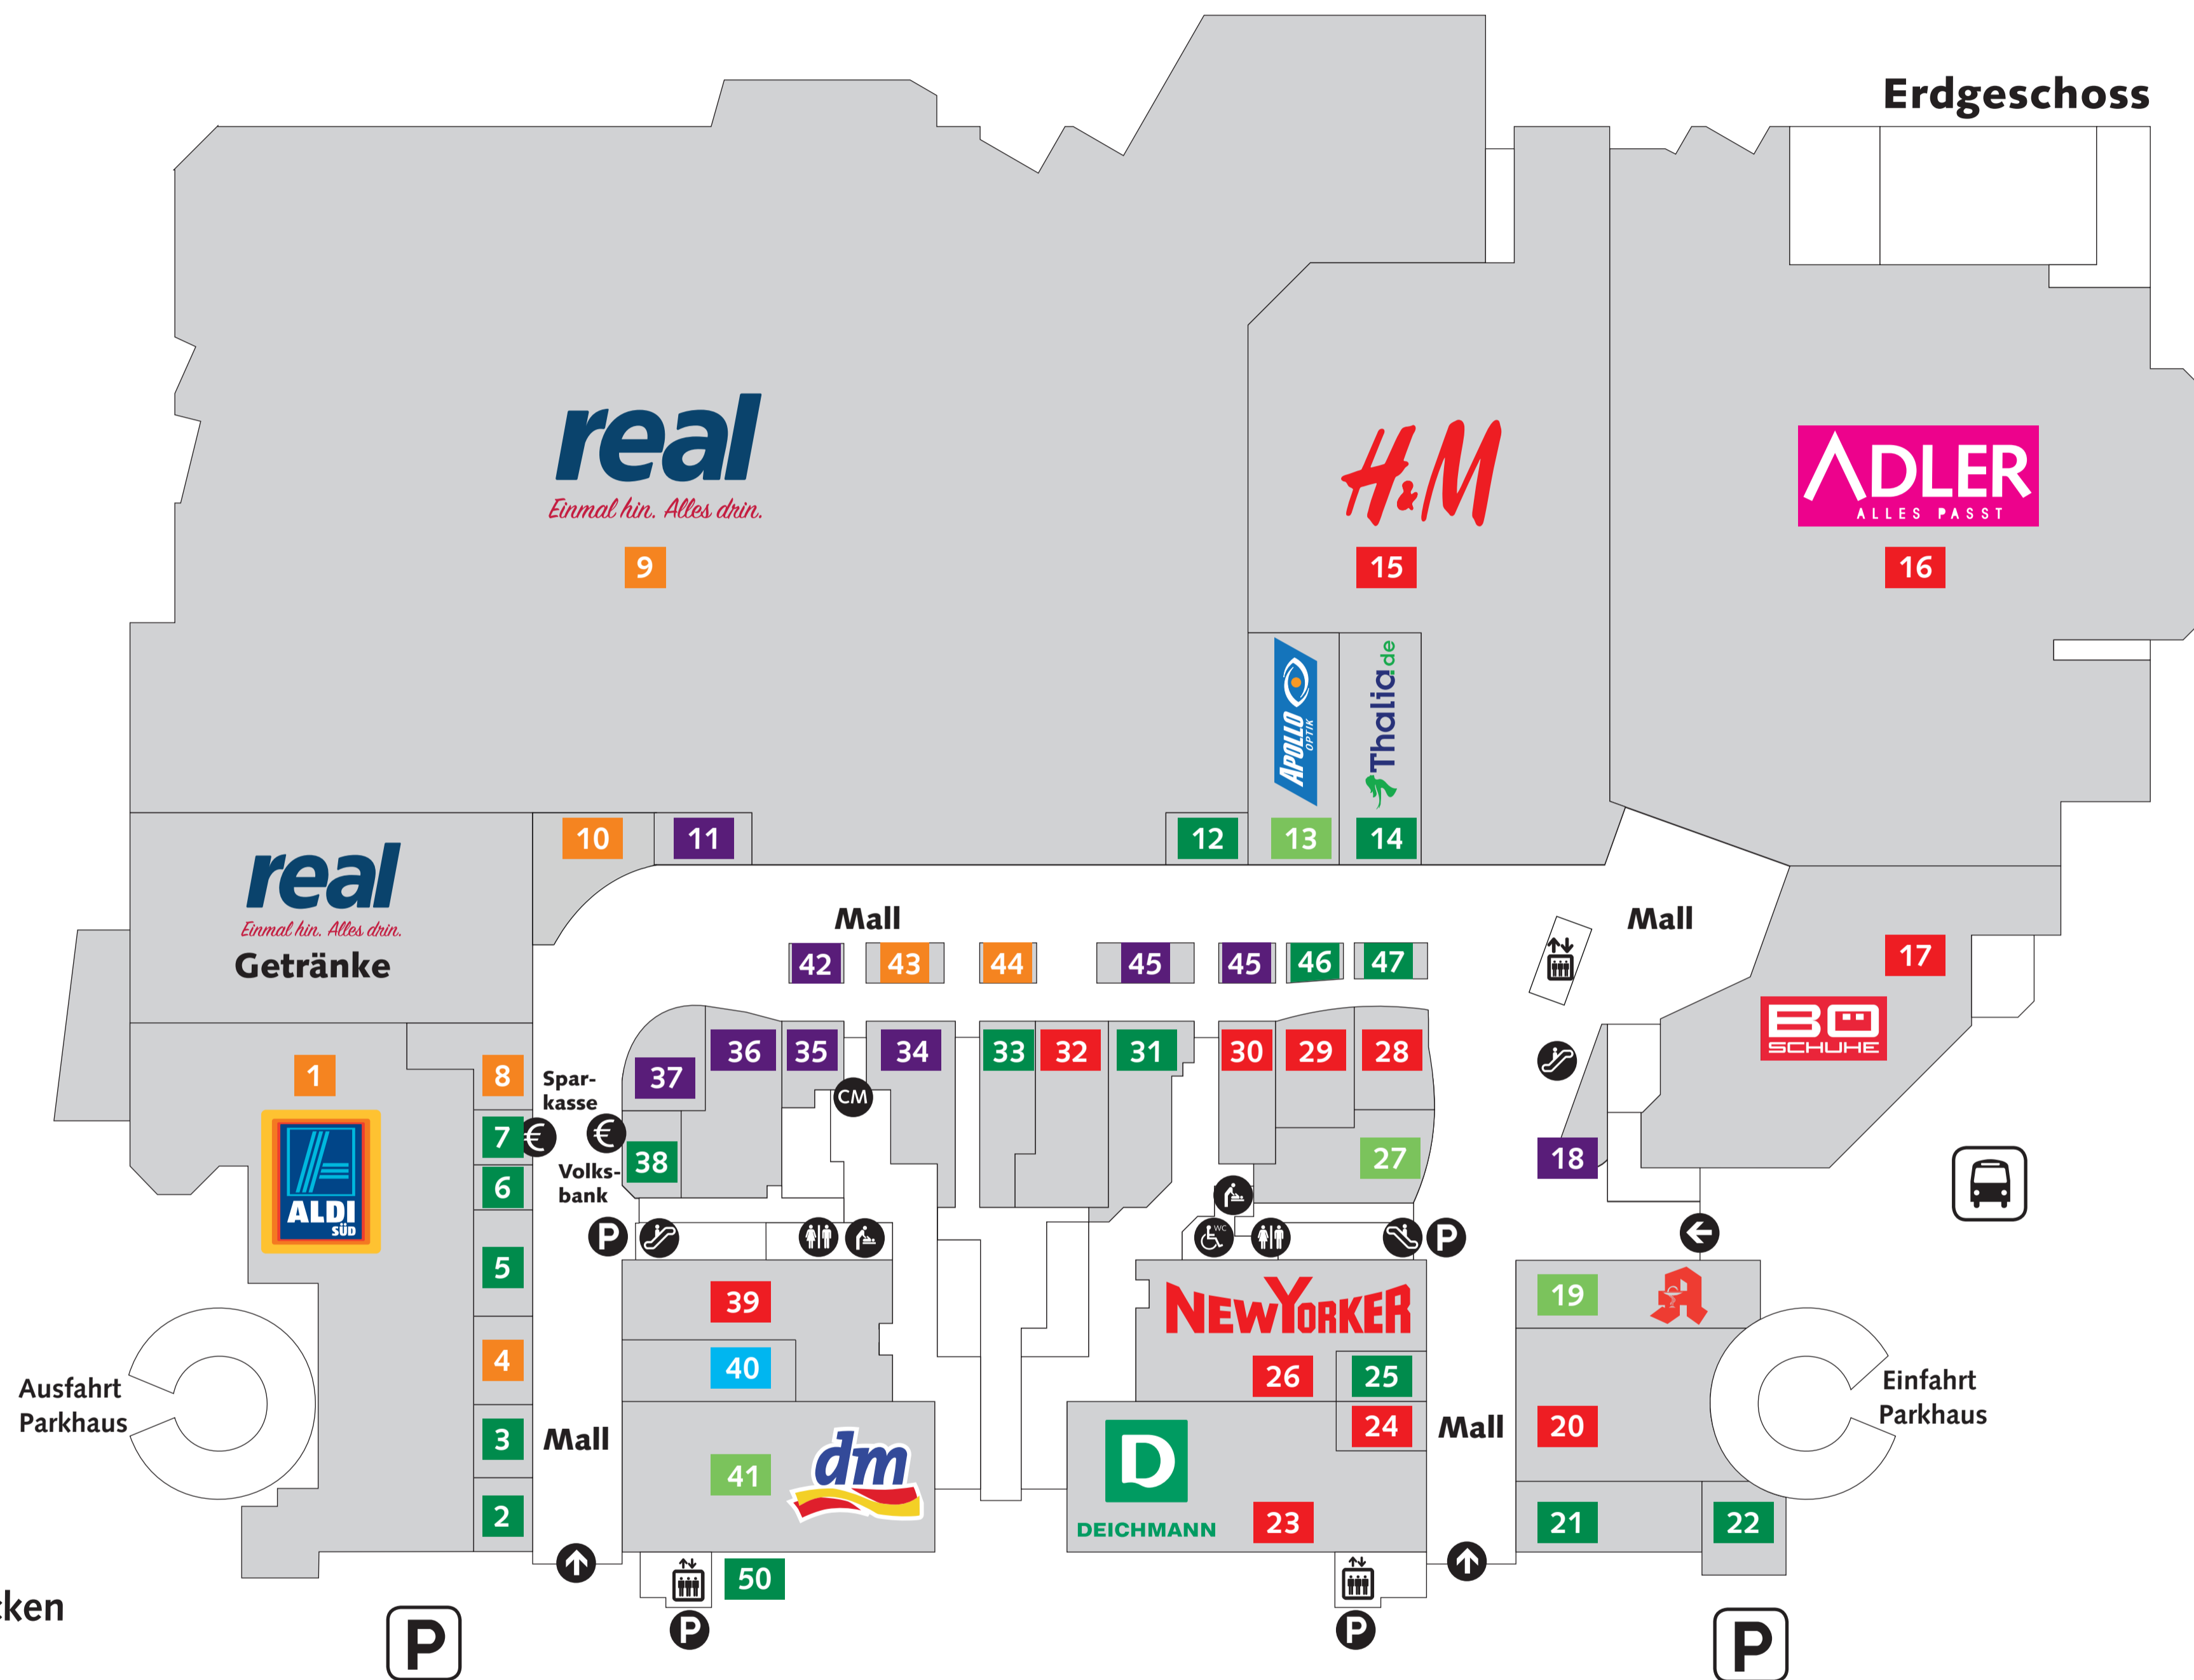 Erdgeschoss
real
Einmal hin. Alles drin.
9
H&M
15
ADLER
ALLES PASST
16
APOLLO
OPTIK
Thalia.de
10
11
12
13
14
real
Einmal hin. Alles drin.
Getränke
Mall
Mall
42
43
44
45
45
46
47
17
BÖ
SCHUHE
1
8
Spar-
kasse
€
€
Volks-
bank
7
6
5
4
3
2
ALDI
SÜD
37
36
35
34
33
32
31
30
29
28
CM
38
27
18
P
WC
P
39
40
41
dm
NEWYORKER
26
25
24
D
DEICHMANN
23
19
A
20
21
22
Ausfahrt
Parkhaus
Mall
Mall
Einfahrt
Parkhaus
50
P
P
P
P